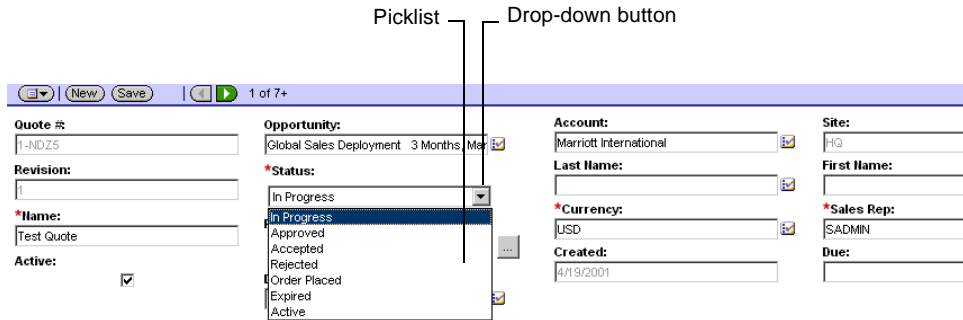 Picklist
Drop-down button
New
Save
1 of 7+
Quote #:
1-NDZ5
Revision:
1
*Name:
Test Quote
Active:
Opportunity:
Global Sales Deployment 3 Months, Mar
*Status:
In Progress
In Progress
Approved
Accepted
Rejected
Order Placed
Expired
Active
...
Account:
Marriott International
Last Name:
*Currency:
USD
Created:
4/19/2001
Site:
HQ
First Name:
*Sales Rep:
SADMIN
Due: